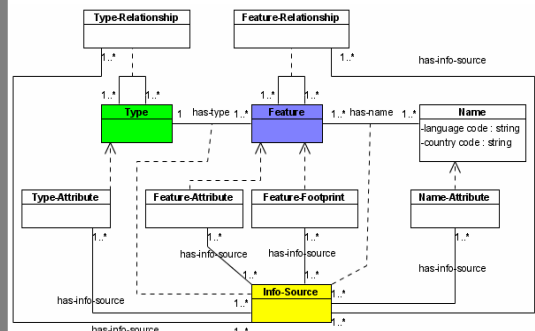 Type-Relationship
Feature-Relationship
1..*
1..*
has-info-source
1..* 1..*
1..* 1..*
Type
1 has-type 1..*
Feature
1..* has-name 1..*
Name
-language code : string
-country code : string
Type-Attribute
Feature-Attribute
Feature-Footprint
Name-Attribute
1..*
1..*
1..*
1..*
has-info-source
has-info-source
has-info-source
1..*
1..*
Info-Source
has-info-source
1..*
1..*
has-info-source
1..*
1..*